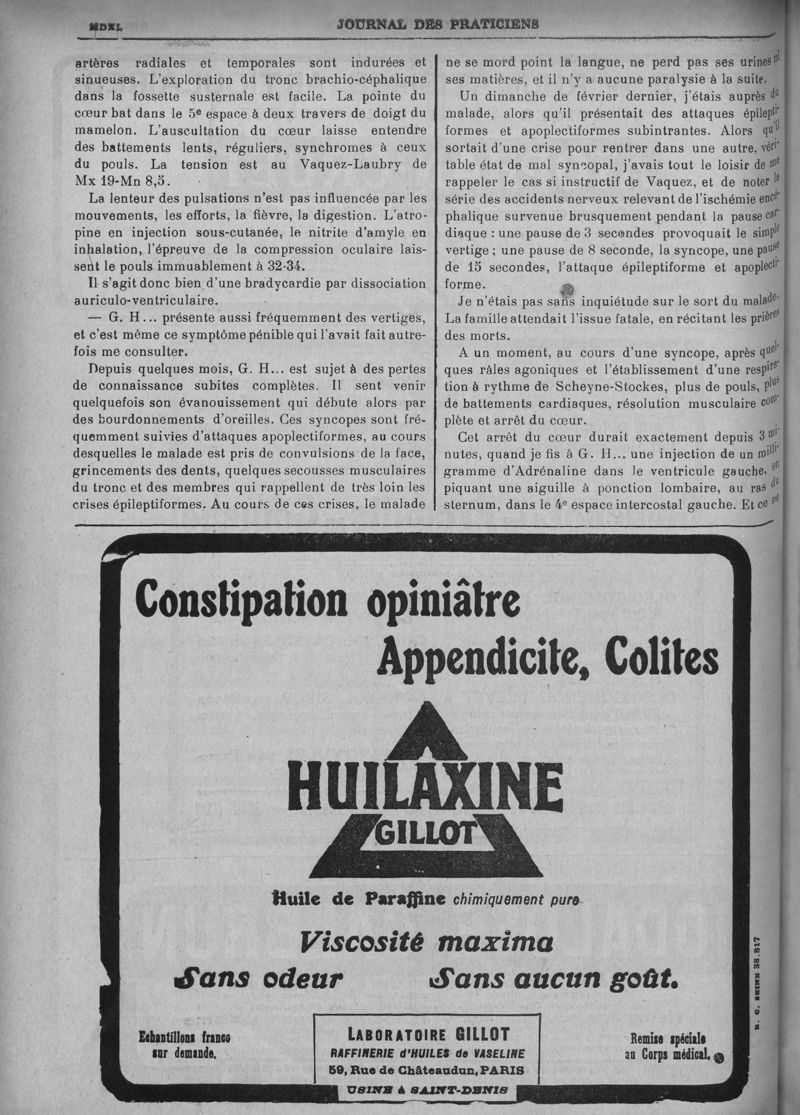 MDXL
JOURNAL DES PRATICIENS
artères radiales et temporales sont indurées et
sinueuses. L'exploration du tronc brachio-céphalique
dans la fossette susternale est facile. La pointe du
cœur bat dans le 5e espace à deux travers de doigt du
mamelon. L'auscultation du cœur laisse entendre
des battements lents, réguliers, synchromes à ceux
du pouls. La tension est au Vaquez-Laubry de
Mx 19-Mn 8,5.
La lenteur des pulsations n'est pas influencée par les
mouvements, les efforts, la fièvre, la digestion. L'atro-
pine en injection sous-cutanée, le nitrite d'amyle en
inhalation, l'épreuve de la compression oculaire lais-
sent le pouls immuablement à 32-34.
Il s'agit donc bien d'une bradycardie par dissociation
auriculo-ventriculaire.
— G. H... présente aussi fréquemment des vertiges,
et c'est même ce symptôme pénible qui l'avait fait autre-
fois me consulter.
Depuis quelques mois, G. H... est sujet à des pertes
de connaissance subites complètes. Il sent venir
quelquefois son évanouissement qui débute alors par
des bourdonnements d'oreilles. Ces syncopes sont fré-
quemment suivies d'attaques apoplectiformes, au cours
desquelles le malade est pris de convulsions de la face,
grincements des dents, quelques secousses musculaires
du tronc et des membres qui rappellent de très loin les
crises épileptiformes. Au cours de ces crises, le malade
ne se mord point la langue, ne perd pas ses urines ni
ses matières, et il n'y a aucune paralysie à la suite.
Un dimanche de février dernier, j'étais auprès du
malade, alors qu'il présentait des attaques épilepti-
formes et apoplectiformes subintrantes. Alors qu'il
sortait d'une crise pour rentrer dans une autre, véri-
table état de mal syncopal, j'avais tout le loisir de me
rappeler le cas si instructif de Vaquez, et de noter la
série des accidents nerveux relevant de l'ischémie encé-
phalique survenue brusquement pendant la pause car-
diaque : une pause de 3 secondes provoquait le simple
vertige ; une pause de 8 seconde, la syncope, une pause
de 15 secondes, l'attaque épileptiforme et apoplecti-
forme.
Je n'étais pas sans inquiétude sur le sort du malade.
La famille attendait l'issue fatale, en récitant les prières
des morts.
A un moment, au cours d'une syncope, après quel-
ques râles agoniques et l'établissement d'une respira-
tion à rythme de Scheyne-Stockes, plus de pouls, plus
de battements cardiaques, résolution musculaire com-
plète et arrêt du cœur.
Cet arrêt du cœur durait exactement depuis 3 mi-
nutes, quand je fis à G. H... une injection de un milli-
gramme d'Adrénaline dans le ventricule gauche, en
piquant une aiguille à ponction lombaire, au ras du
sternum, dans le 4e espace intercostal gauche. Et ce ne
Constipation opiniâtre
Appendicite, Colites
HUILAXINE
GILLOT
Huile de Paraffine chimiquement pure
Viscosité maxima
Sans odeur Sans aucun goût.
Echantillons franco
sur demande.
LABORATOIRE GILLOT
RAFFINERIE d'HUILES de VASELINE
59, Rue de Châteaudun, PARIS
USINE à SAINT-DENIS
Remise spéciale
au Corps médical.
R. C. SEINE 38.817